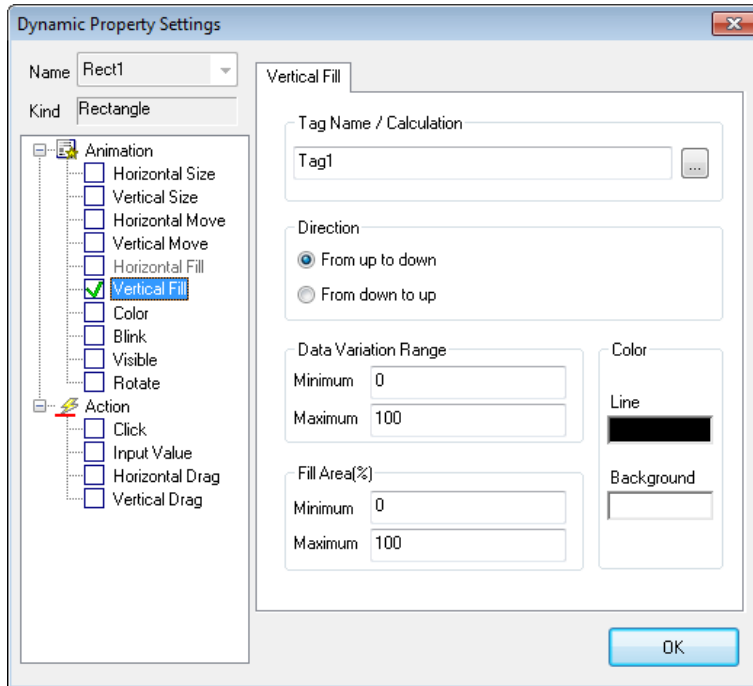 Dynamic Property Settings
Name Rect1
Kind Rectangle
Animation
Horizontal Size
Vertical Size
Horizontal Move
Vertical Move
Horizontal Fill
Vertical Fill
Color
Blink
Visible
Rotate
Action
Click
Input Value
Horizontal Drag
Vertical Drag
Vertical Fill
Tag Name / Calculation
Tag1
...
Direction
From up to down
From down to up
Data Variation Range
Minimum 0
Maximum 100
Fill Area(%)
Minimum 0
Maximum 100
Color
Line
Background
OK